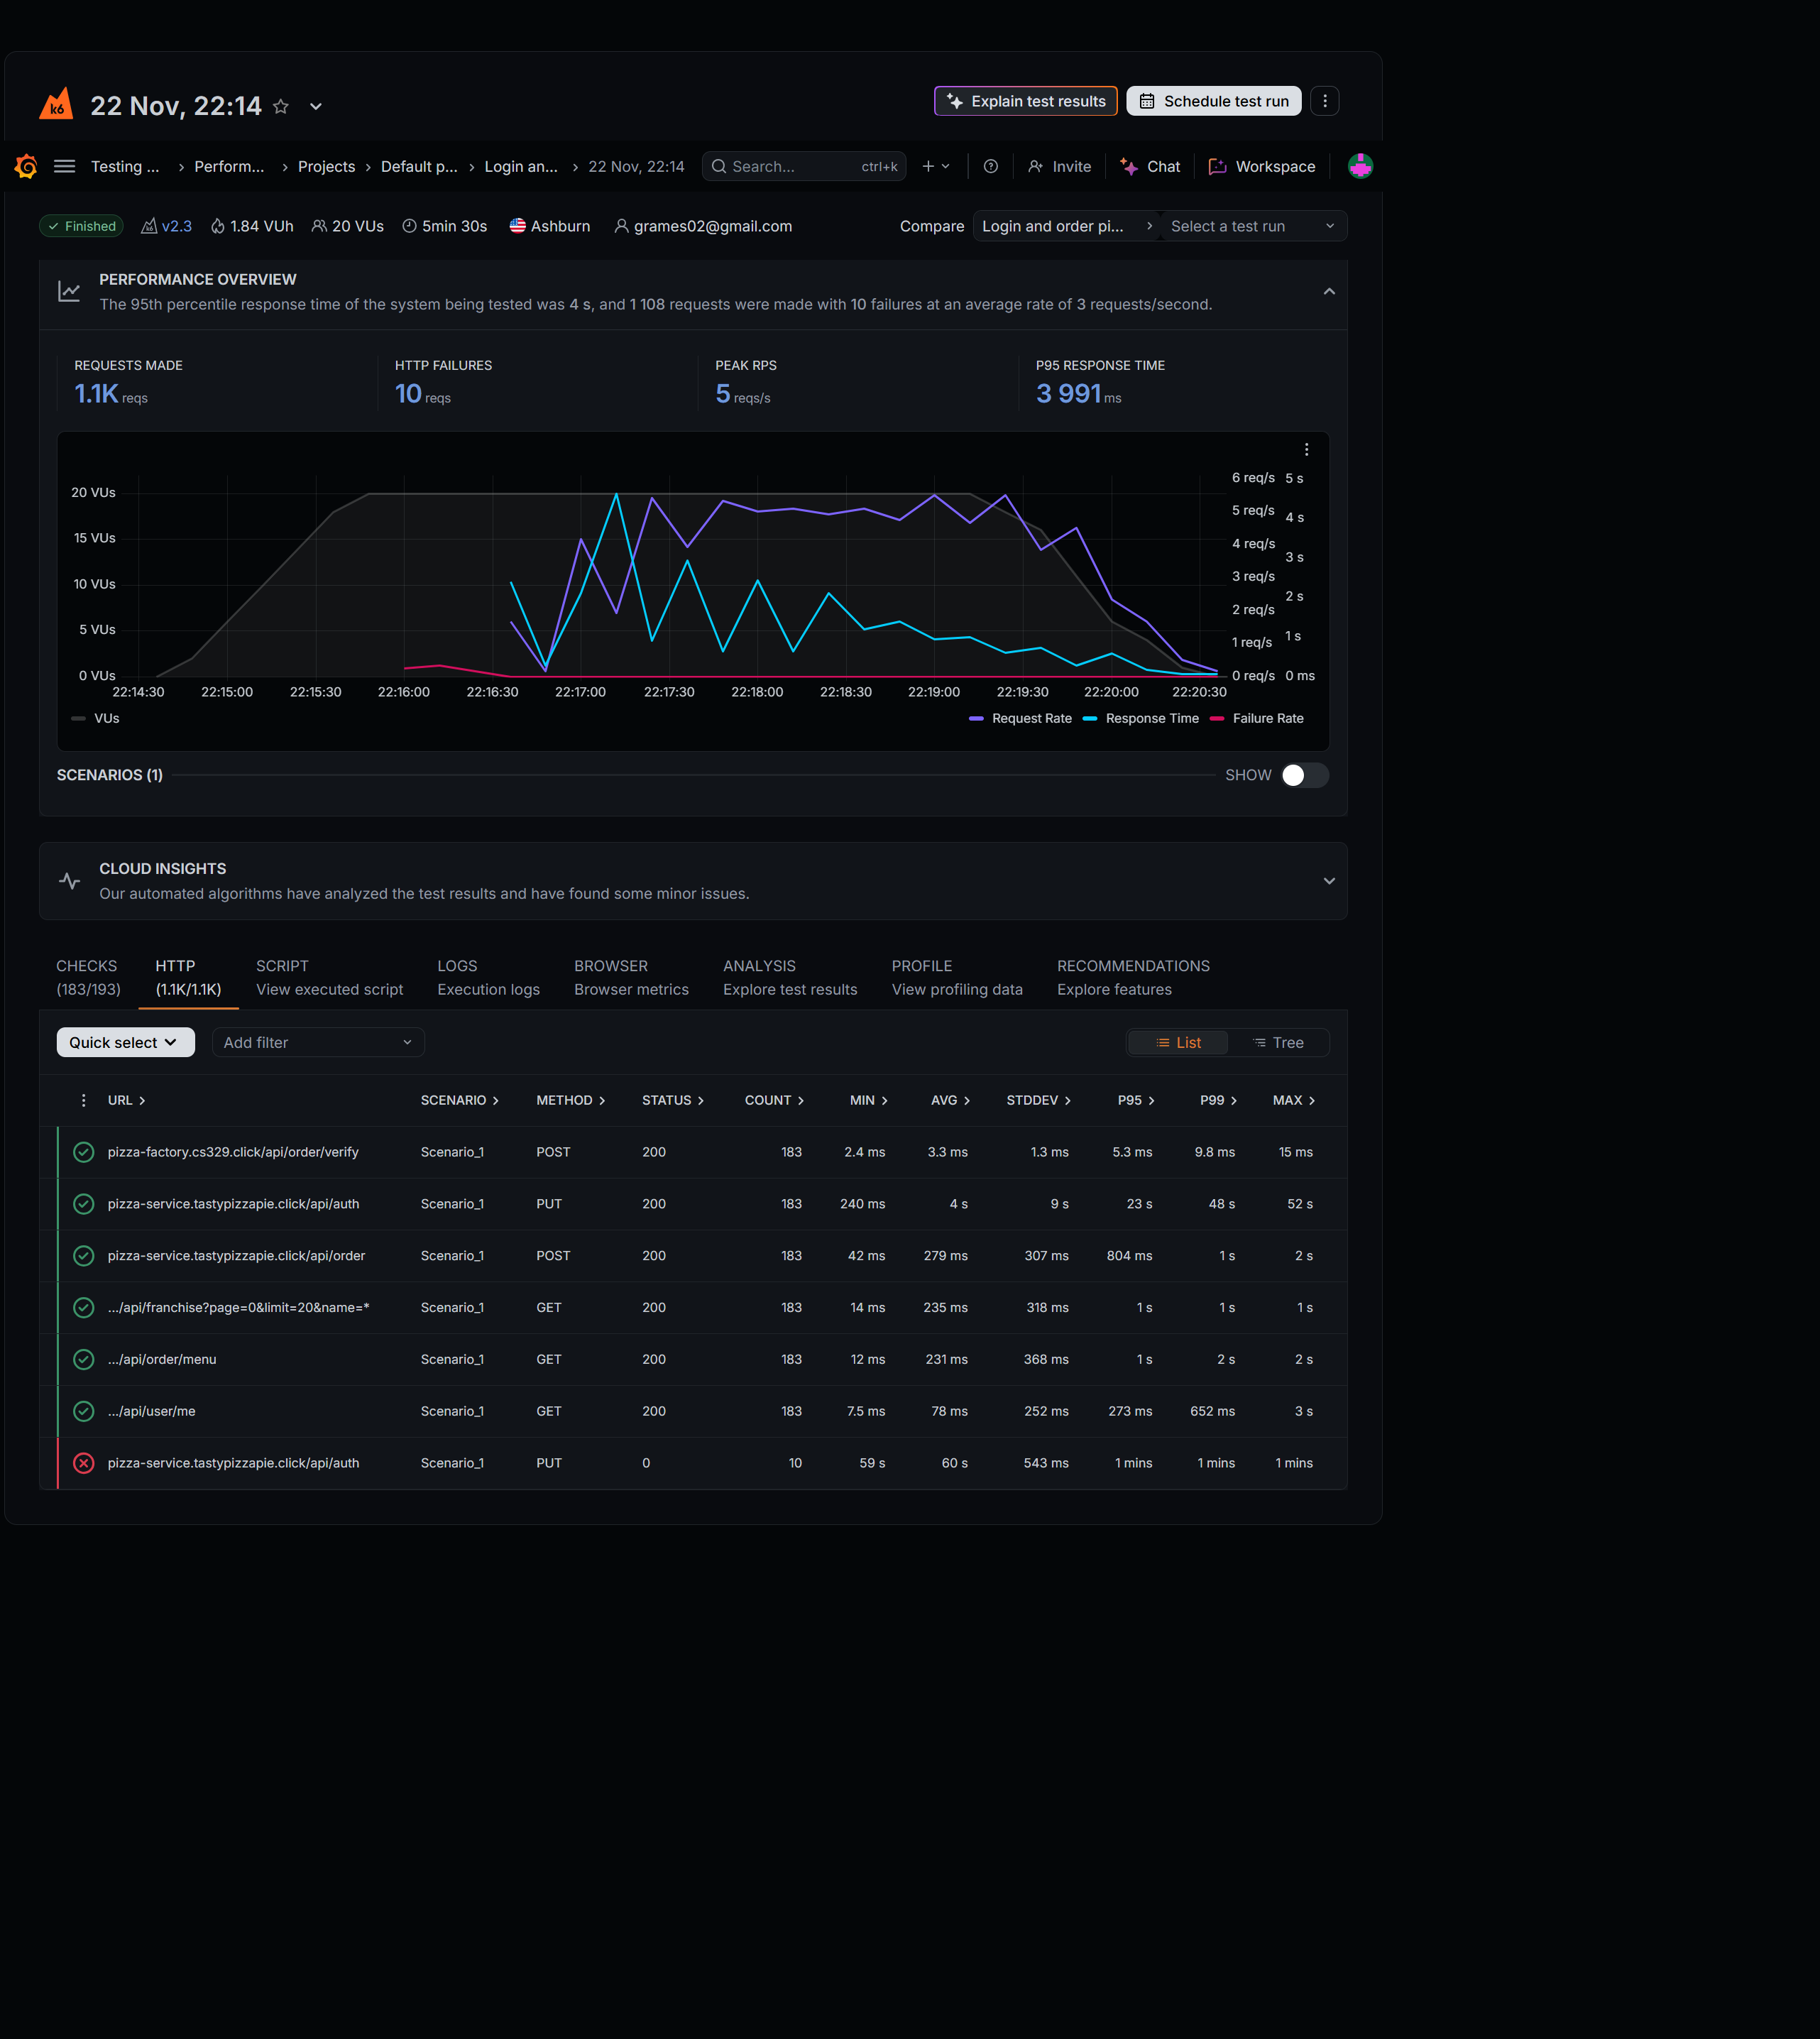 k6 22 Nov, 22:14 Explain test results Schedule test run
Testing ... › Perform... › Projects › Default p... › Login an... › 22 Nov, 22:14 Search... ctrl+k Invite Chat Workspace
Finished v2.3 1.84 VUh 20 VUs 5min 30s Ashburn grames02@gmail.com Compare Login and order pi... › Select a test run
PERFORMANCE OVERVIEW
The 95th percentile response time of the system being tested was 4 s, and 1 108 requests were made with 10 failures at an average rate of 3 requests/second.
REQUESTS MADE HTTP FAILURES PEAK RPS P95 RESPONSE TIME
1.1K reqs 10 reqs 5 reqs/s 3 991 ms
6 req/s 5 s
20 VUs
5 req/s 4 s
15 VUs
4 req/s 3 s
10 VUs
3 req/s 2 s
2 req/s
5 VUs
1 req/s 1 s
0 VUs 0 req/s 0 ms
22:14:30 22:15:00 22:15:30 22:16:00 22:16:30 22:17:00 22:17:30 22:18:00 22:18:30 22:19:00 22:19:30 22:20:00 22:20:30
VUs Request Rate Response Time Failure Rate
SCENARIOS (1) SHOW
CLOUD INSIGHTS
Our automated algorithms have analyzed the test results and have found some minor issues.
CHECKS HTTP SCRIPT LOGS BROWSER ANALYSIS PROFILE RECOMMENDATIONS
(183/193) (1.1K/1.1K) View executed script Execution logs Browser metrics Explore test results View profiling data Explore features
Quick select Add filter List Tree
URL SCENARIO METHOD STATUS COUNT MIN AVG STDDEV P95 P99 MAX
pizza-factory.cs329.click/api/order/verify Scenario_1 POST 200 183 2.4 ms 3.3 ms 1.3 ms 5.3 ms 9.8 ms 15 ms
pizza-service.tastypizzapie.click/api/auth Scenario_1 PUT 200 183 240 ms 4 s 9 s 23 s 48 s 52 s
pizza-service.tastypizzapie.click/api/order Scenario_1 POST 200 183 42 ms 279 ms 307 ms 804 ms 1 s 2 s
.../api/franchise?page=0&limit=20&name=* Scenario_1 GET 200 183 14 ms 235 ms 318 ms 1 s 1 s 1 s
.../api/order/menu Scenario_1 GET 200 183 12 ms 231 ms 368 ms 1 s 2 s 2 s
.../api/user/me Scenario_1 GET 200 183 7.5 ms 78 ms 252 ms 273 ms 652 ms 3 s
pizza-service.tastypizzapie.click/api/auth Scenario_1 PUT 0 10 59 s 60 s 543 ms 1 mins 1 mins 1 mins